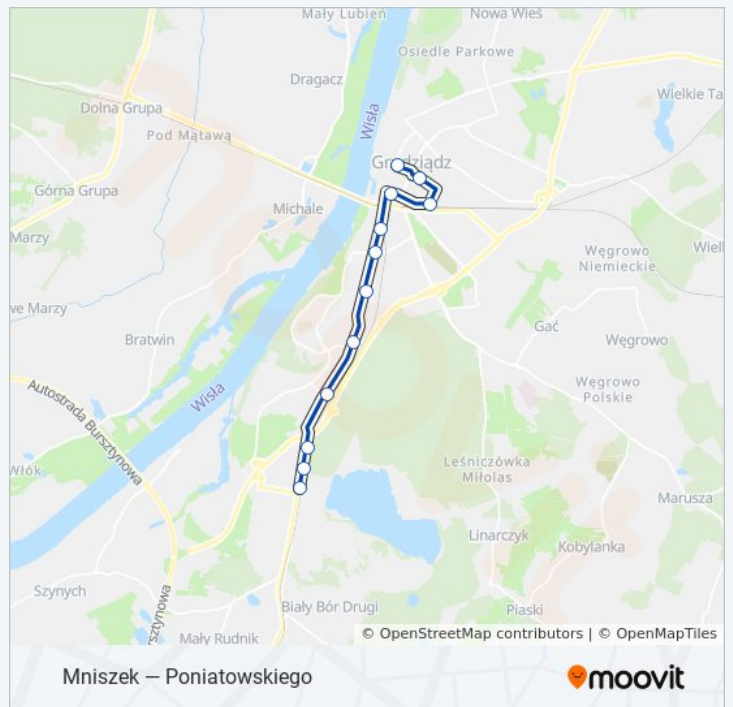 Mały Lubień
Nowa Wieś
Osiedle Parkowe
Dragacz
Wielkie Ta
Dolna Grupa
Wisła
Pod Mątawą
Grudziądz
Górna Grupa
Michale
Marzy
Węgrowo
Niemieckie
Wiell
we Marzy
Gać
Bratwin
Węgrowo
Węgrowo
Polskie
Autostrada Bursztynowa
Wisła
Włók
Leśniczówka
Miłolas
Marusza
Linarczyk
Kobylanka
Szynych
Biały Bór Drugi
Piaski
rsztynowa
Mały Rudnik
© OpenStreetMap contributors | © OpenMapTiles
Mniszek — Poniatowskiego
moovit